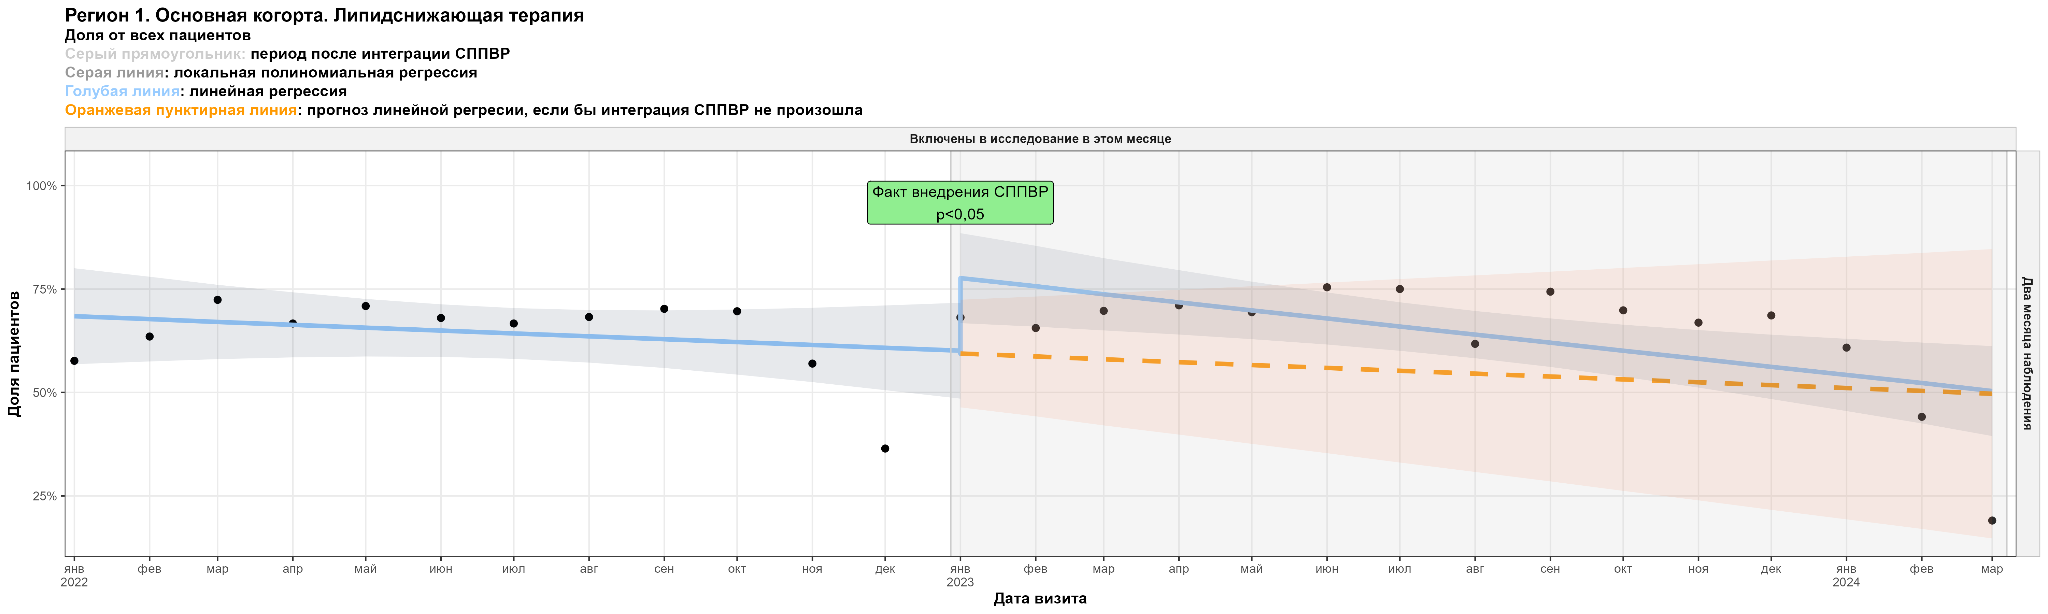 Регион 1. Основная когорта. Липидснижающая терапия
Доля от всех пациентов
Серый прямоугольник: период после интеграции СППВР
Серая линия: локальная полиномиальная регрессия
Голубая линия: линейная регрессия
Оранжевая пунктирная линия: прогноз линейной регресии, если бы интеграция СППВР не произошла
Включены в исследование в этом месяце
Факт внедрения СППВР
p<0,05
100%
75%
50%
25%
Доля пациентов
Два месяца наблюдения
янв фев мар апр май июн июл авг сен окт ноя дек янв фев мар апр май июн июл авг сен окт ноя дек янв фев мар
2022 2023 2024
Дата визита